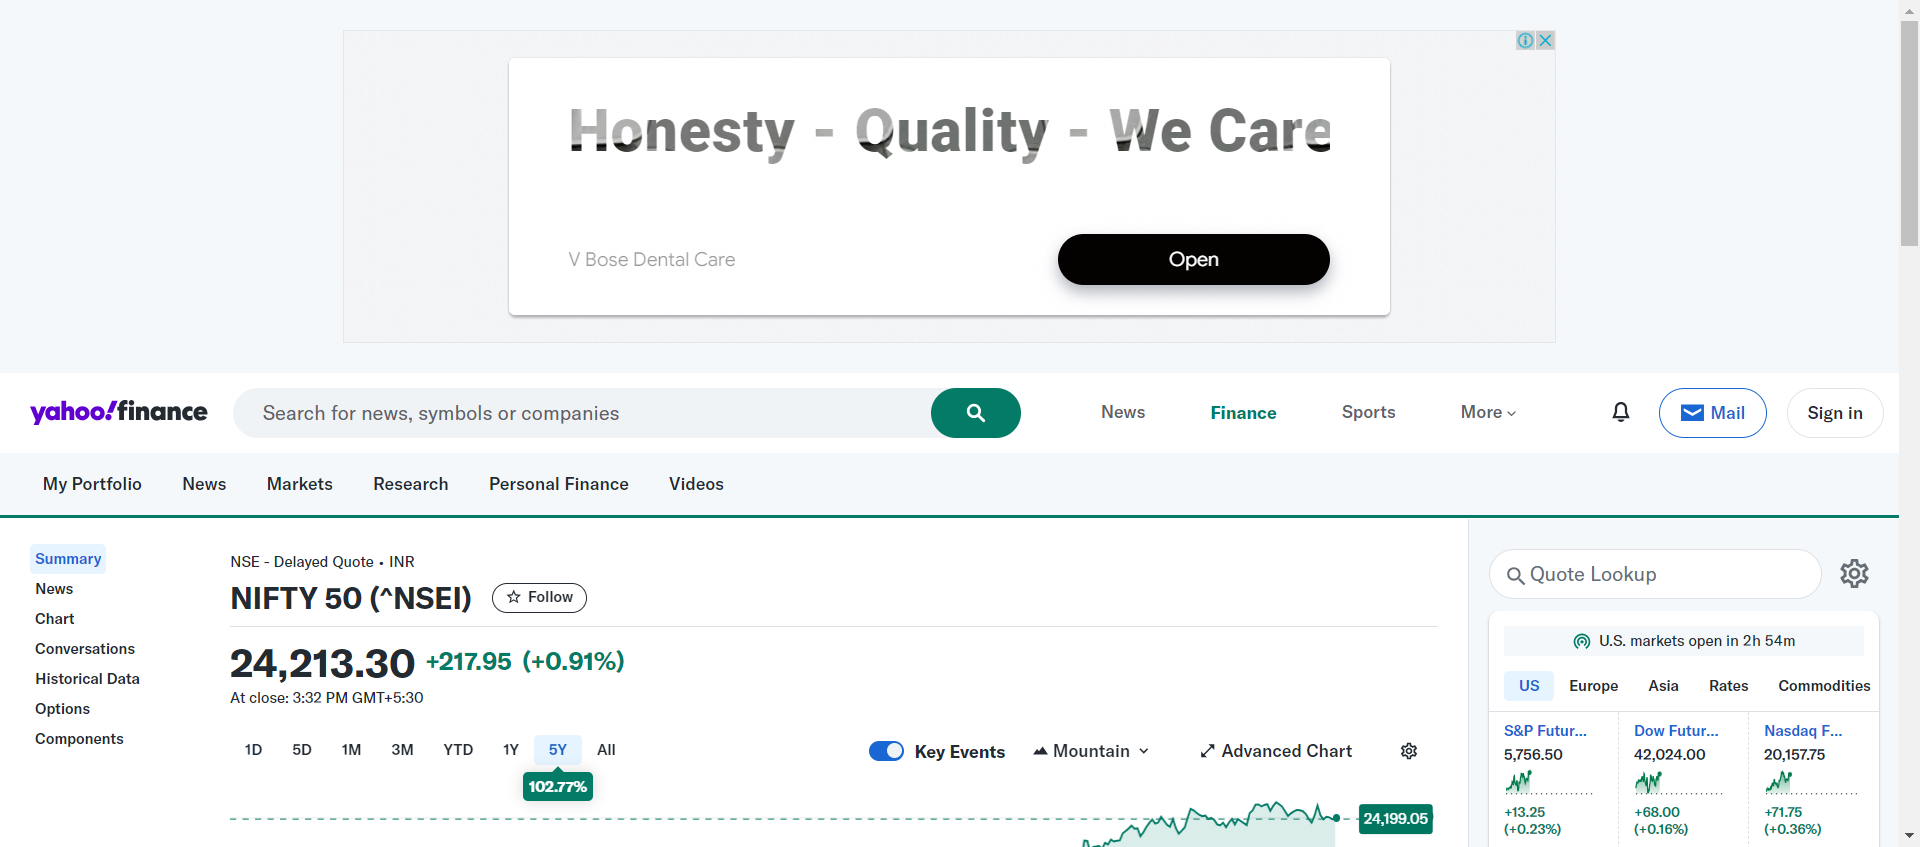 Honesty - Quality - We Care
V Bose Dental Care
Open
yahoo!finance
Search for news, symbols or companies
News
Finance
Sports
More
Mail
Sign in
My Portfolio
News
Markets
Research
Personal Finance
Videos
Summary
News
Chart
Conversations
Historical Data
Options
Components
NSE - Delayed Quote • INR
NIFTY 50 (^NSEI)
Follow
24,213.30 +217.95 (+0.91%)
At close: 3:32 PM GMT+5:30
1D 5D 1M 3M YTD 1Y 5Y All
102.77%
Key Events
Mountain
Advanced Chart
24,199.05
Quote Lookup
U.S. markets open in 2h 54m
US Europe Asia Rates Commodities
S&P Futur...
5,756.50
+13.25
(+0.23%)
Dow Futur...
42,024.00
+68.00
(+0.16%)
Nasdaq F...
20,157.75
+71.75
(+0.36%)